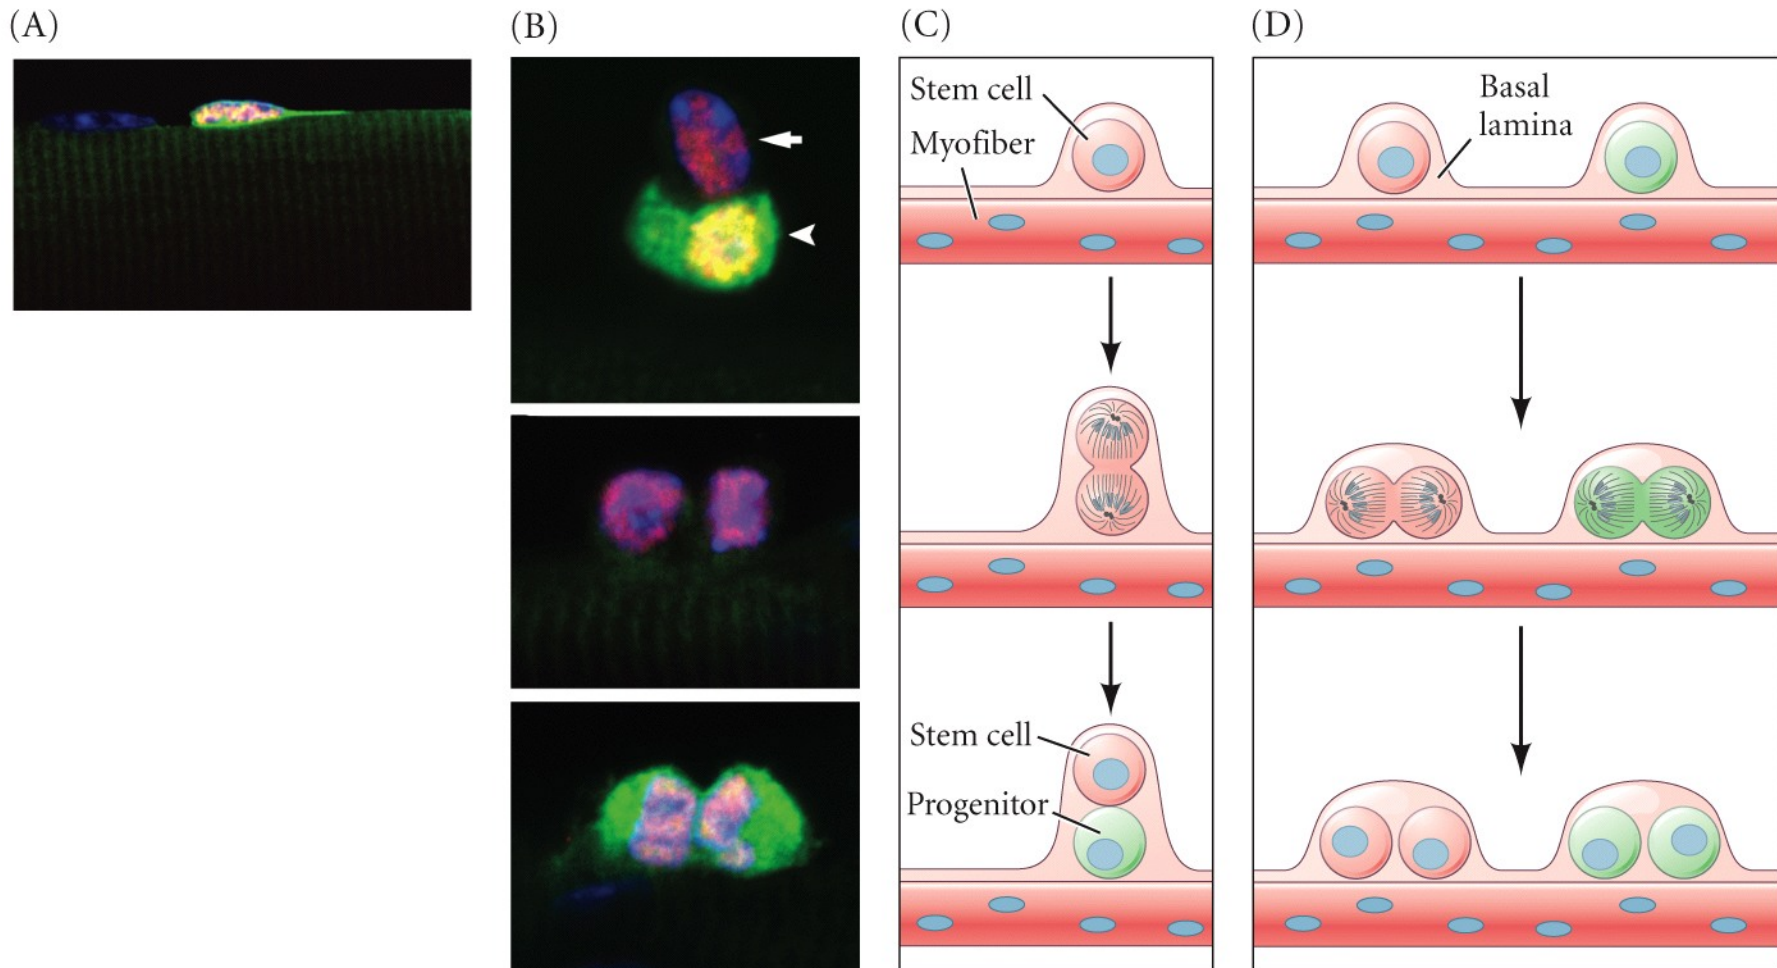 (A)
(B)
(C)
(D)
Stem cell
Myofiber
Basal
lamina
Stem cell
Progenitor